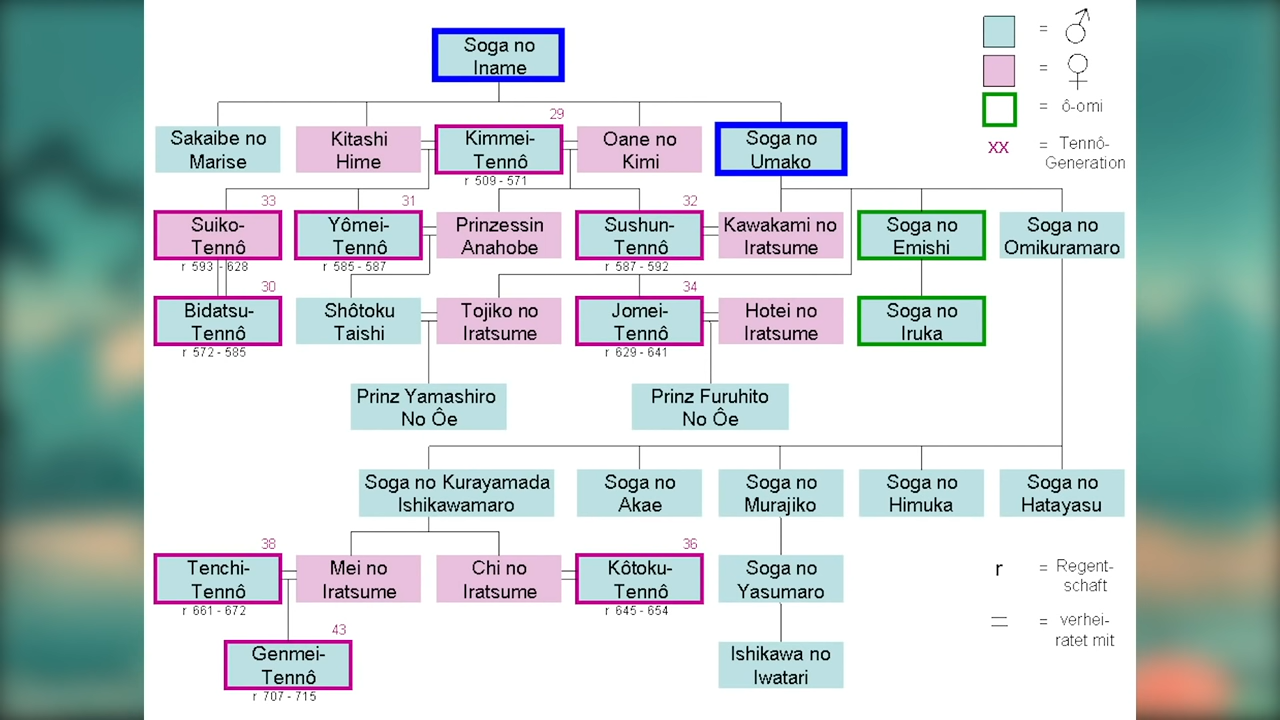 Soga no
Iname
= ♂
= ♀
= ô-omi
XX = Tennô-
Generation
29
Sakaibe no
Marise
Kitashi
Hime
Kimmei-
Tennô
r 509 - 571
Oane no
Kimi
Soga no
Umako
33
Suiko-
Tennô
r 593 - 628
31
Yômei-
Tennô
r 585 - 587
Prinzessin
Anahobe
32
Sushun-
Tennô
r 587 - 592
Kawakami no
Iratsume
Soga no
Emishi
Soga no
Omikuramaro
30
Bidatsu-
Tennô
r 572 - 585
Shôtoku
Taishi
Tojiko no
Iratsume
34
Jomei-
Tennô
r 629 - 641
Hotei no
Iratsume
Soga no
Iruka
Prinz Yamashiro
No Ôe
Prinz Furuhito
No Ôe
Soga no Kurayamada
Ishikawamaro
Soga no
Akae
Soga no
Murajiko
Soga no
Himuka
Soga no
Hatayasu
38
Tenchi-
Tennô
r 661 - 672
Mei no
Iratsume
Chi no
Iratsume
36
Kôtoku-
Tennô
r 645 - 654
Soga no
Yasumaro
r = Regent-
schaft
= verhei-
ratet mit
43
Genmei-
Tennô
r 707 - 715
Ishikawa no
Iwatari